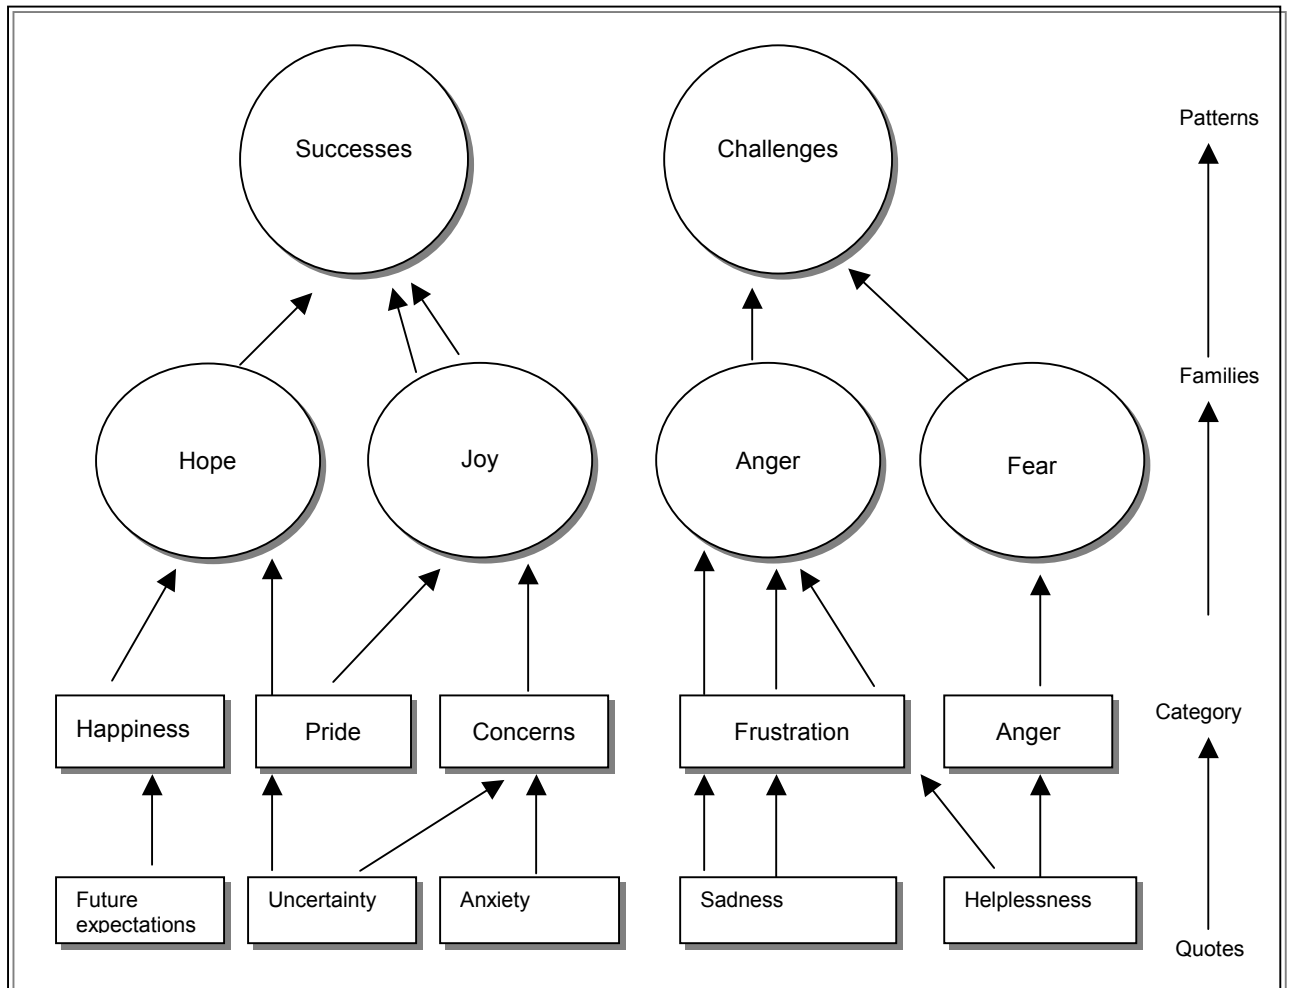 Patterns
Successes
Challenges
Families
Hope
Joy
Anger
Fear
Category
Happiness
Pride
Concerns
Frustration
Anger
Future
expectations
Uncertainty
Anxiety
Sadness
Helplessness
Quotes